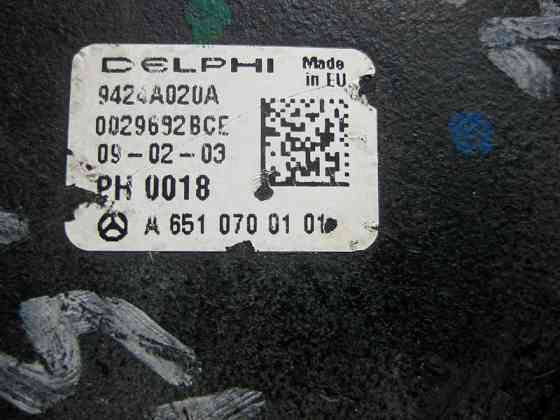 DELPHI Made in EU
9424A020A
0029692BCE
09-02-03
PH 0018
A 651 070 01 01